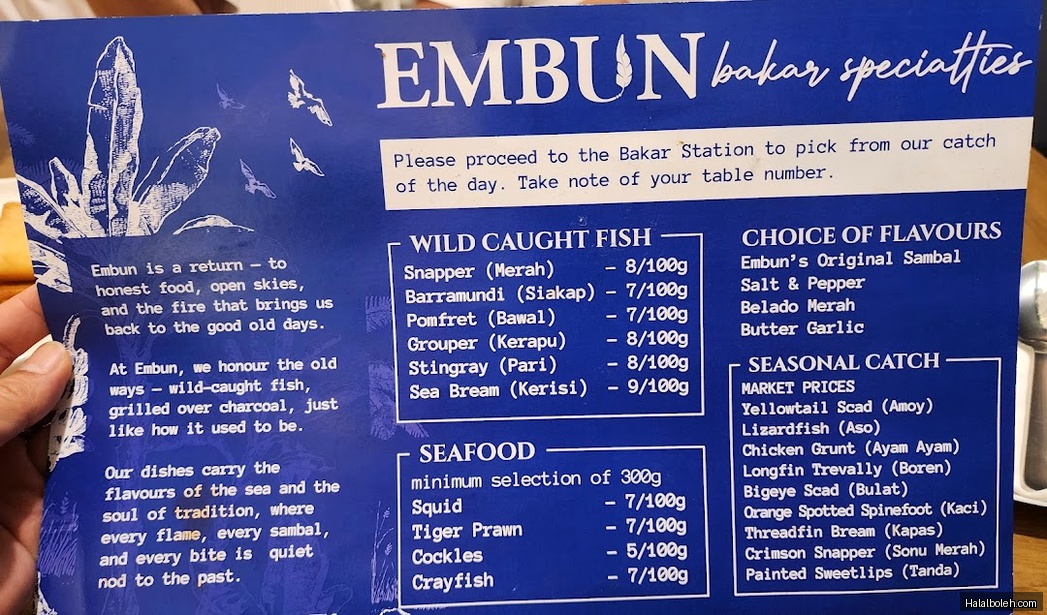 EMBUN bakar specialties
Please proceed to the Bakar Station to pick from our catch
of the day. Take note of your table number.
Embun is a return — to
honest food, open skies,
and the fire that brings us
back to the good old days.
At Embun, we honour the old
ways — wild-caught fish,
grilled over charcoal, just
like how it used to be.
Our dishes carry the
flavours of the sea and the
soul of tradition, where
every flame, every sambal,
and every bite is quiet
nod to the past.
WILD CAUGHT FISH
Snapper (Merah) - 8/100g
Barramundi (Siakap) - 7/100g
Pomfret (Bawal) - 7/100g
Grouper (Kerapu) - 8/100g
Stingray (Pari) - 8/100g
Sea Bream (Kerisi) - 9/100g
SEAFOOD
minimum selection of 300g
Squid - 7/100g
Tiger Prawn - 7/100g
Cockles - 5/100g
Crayfish - 7/100g
CHOICE OF FLAVOURS
Embun's Original Sambal
Salt & Pepper
Belado Merah
Butter Garlic
SEASONAL CATCH
MARKET PRICES
Yellowtail Scad (Amoy)
Lizardfish (Aso)
Chicken Grunt (Ayam Ayam)
Longfin Trevally (Boren)
Bigeye Scad (Bulat)
Orange Spotted Spinefoot (Kaci)
Threadfin Bream (Kapas)
Crimson Snapper (Sonu Merah)
Painted Sweetlips (Tanda)
Halalboleh.com